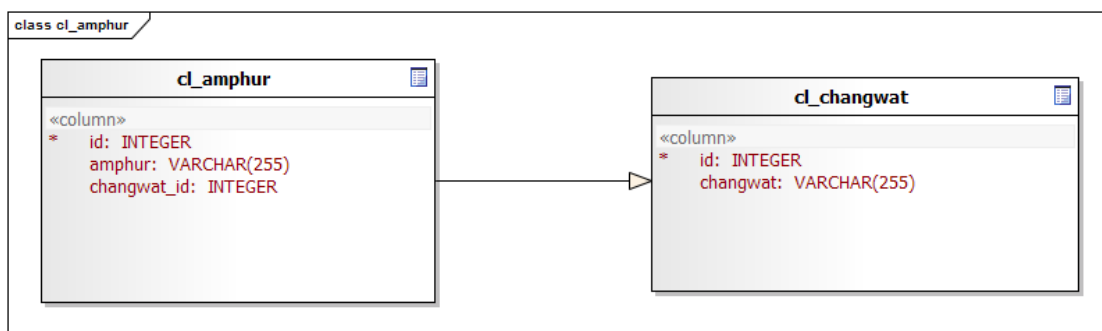 class cl_amphur
cl_amphur
«column»
* id: INTEGER
amphur: VARCHAR(255)
changwat_id: INTEGER
cl_changwat
«column»
* id: INTEGER
changwat: VARCHAR(255)